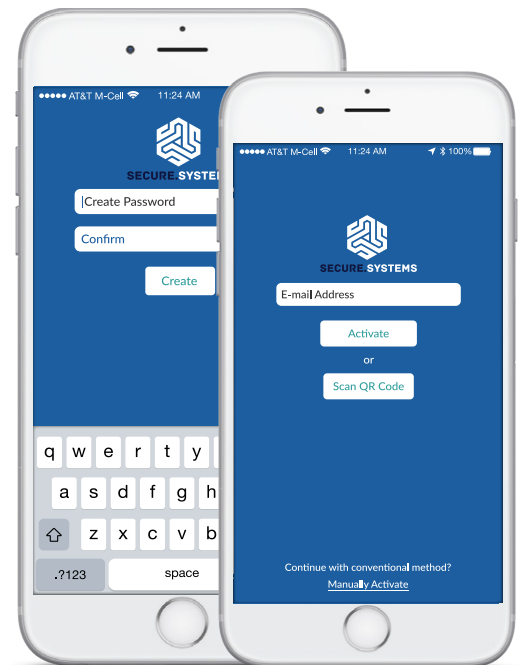 AT&T M-Cell 11:24 AM
SECURE.SYSTE
Create Password
Confirm
Create
q w e r t y
a s d f g h
z x c v b
.?123 space
AT&T M-Cell 11:24 AM 100%
SECURE.SYSTEMS
E-mail Address
Activate
or
Scan QR Code
Continue with conventional method?
Manually Activate